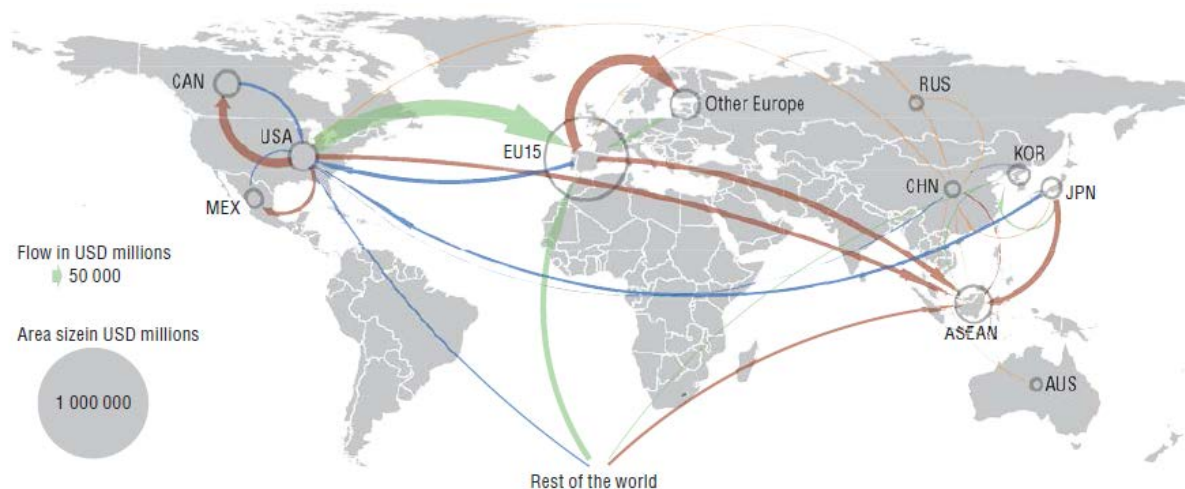 CAN
RUS
Other Europe
USA
EU15
KOR
CHN
JPN
MEX
Flow in USD millions
50 000
ASEAN
Area sizein USD millions
AUS
1 000 000
Rest of the world